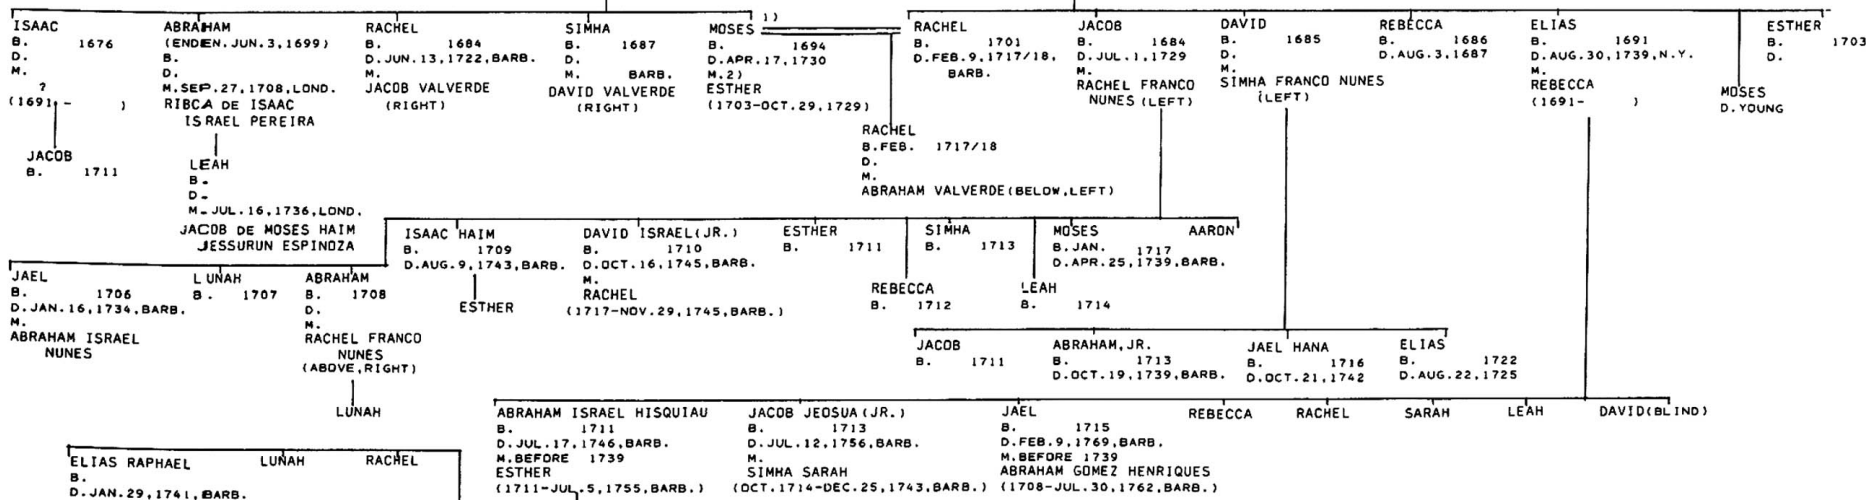 ISAAC
B. 1676
D.
M.
?
(1691 - )
JACOB
B. 1711
ABRAHAM
(ENDEN.JUN.3,1699)
B.
D.
M.SEP.27,1708,LOND.
RIBCA DE ISAAC
ISRAEL PEREIRA
LEAH
B.
D.
M.JUL.16,1736,LOND.
JACOB DE MOSES HAIM
JESSURUN ESPINOZA
RACHEL
B. 1684
D.JUN.13,1722,BARB.
M.
JACOB VALVERDE
(RIGHT)
SIMHA
B. 1687
D.
M. BARB.
DAVID VALVERDE
(RIGHT)
MOSES
B. 1694
D.APR.17,1730
M.2)
ESTHER
(1703-OCT.29,1729)
1)
RACHEL
B. 1701
D.FEB.9,1717/18,
BARB.
RACHEL
B.FEB. 1717/18
D.
M.
ABRAHAM VALVERDE(BELOW,LEFT)
JACOB
B. 1684
D.JUL.1,1729
M.
RACHEL FRANCO
NUNES (LEFT)
DAVID
B. 1685
D.
M.
SIMHA FRANCO NUNES
(LEFT)
REBECCA
B. 1686
D.AUG.3,1687
ELIAS
B. 1691
D.AUG.30,1739,N.Y.
M.
REBECCA
(1691- )
MOSES
D.YOUNG
ESTHER
B. 1703
D.
JAEL
B. 1706
D.JAN.16,1734,BARB.
M.
ABRAHAM ISRAEL
NUNES
LUNAH
B. 1707
ABRAHAM
B. 1708
D.
M.
RACHEL FRANCO
NUNES
(ABOVE,RIGHT)
LUNAH
ISAAC HAIM
B. 1709
D.AUG.9,1743,BARB.
ESTHER
DAVID ISRAEL(JR.)
B. 1710
D.OCT.16,1745,BARB.
M.
RACHEL
(1717-NOV.29,1745,BARB.)
ESTHER
B. 1711
REBECCA
B. 1712
SIMHA
B. 1713
LEAH
B. 1714
MOSES
B.JAN. 1717
D.APR.25,1739,BARB.
AARON
JACOB
B. 1711
ABRAHAM,JR.
B. 1713
D.OCT.19,1739,BARB.
JAEL HANA
B. 1716
D.OCT.21,1742
ELIAS
B. 1722
D.AUG.22,1725
ABRAHAM ISRAEL HISQUIAU
B. 1711
D.JUL.17,1746,BARB.
M.BEFORE 1739
ESTHER
(1711-JUL.5,1755,BARB.)
JACOB JEOSUA(JR.)
B. 1713
D.JUL.12,1756,BARB.
M.
SIMHA SARAH
(OCT.1714-DEC.25,1743,BARB.)
JAEL
B. 1715
D.FEB.9,1769,BARB.
M.BEFORE 1739
ABRAHAM GOMEZ HENRIQUES
(1708-JUL.30,1762,BARB.)
REBECCA
RACHEL
SARAH
LEAH
DAVID(BLIND)
ELIAS RAPHAEL
B.
D.JAN.29,1741,BARB.
LUNAH
RACHEL